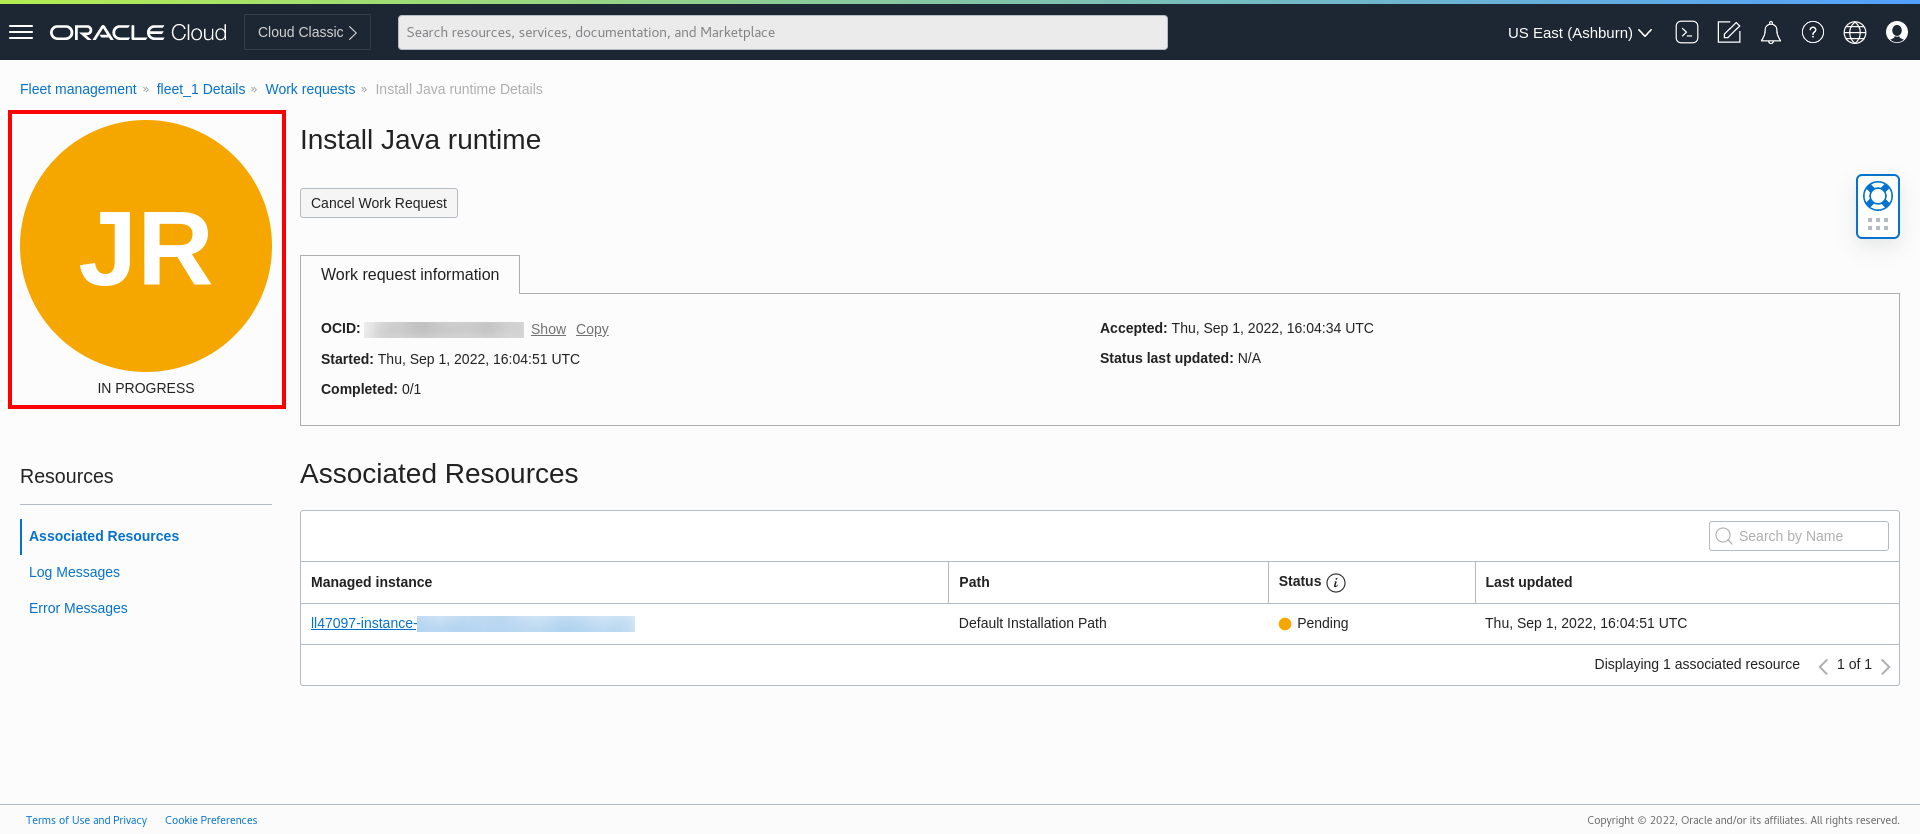 ORACLE Cloud
Cloud Classic
Search resources, services, documentation, and Marketplace
US East (Ashburn)
Fleet management » fleet_1 Details » Work requests » Install Java runtime Details
JR
IN PROGRESS
Install Java runtime
Cancel Work Request
Work request information
OCID: Show Copy
Started: Thu, Sep 1, 2022, 16:04:51 UTC
Completed: 0/1
Accepted: Thu, Sep 1, 2022, 16:04:34 UTC
Status last updated: N/A
Resources
Associated Resources
Log Messages
Error Messages
Associated Resources
Search by Name
Managed instance Path Status i Last updated
ll47097-instance- Default Installation Path Pending Thu, Sep 1, 2022, 16:04:51 UTC
Displaying 1 associated resource 1 of 1
Terms of Use and Privacy Cookie Preferences
Copyright © 2022, Oracle and/or its affiliates. All rights reserved.